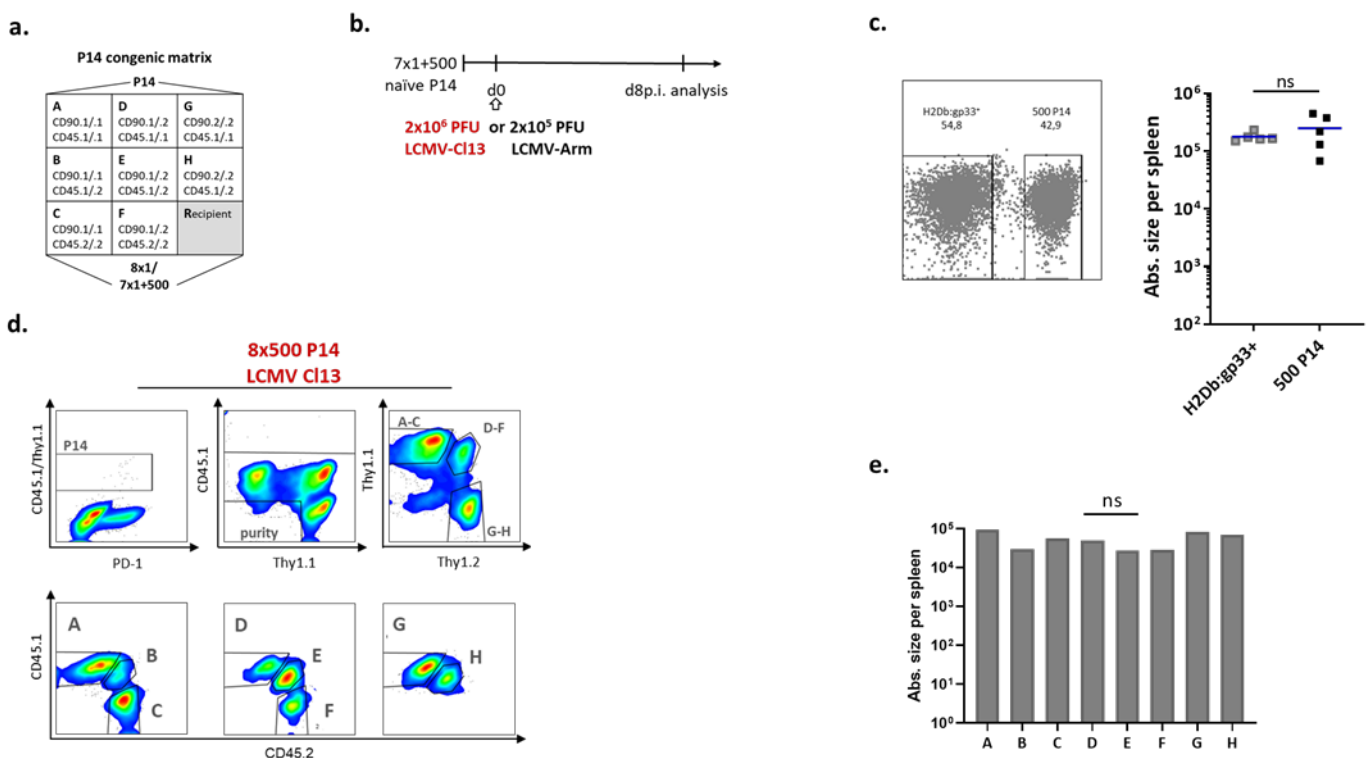 a.
P14 congenic matrix
P14
A
CD90.1/.1
CD45.1/.1
D
CD90.1/.2
CD45.1/.1
G
CD90.2/.2
CD45.1/.1
B
CD90.1/.1
CD45.1/.2
E
CD90.1/.2
CD45.1/.2
H
CD90.2/.2
CD45.1/.2
C
CD90.1/.1
CD45.2/.2
F
CD90.1/.2
CD45.2/.2
Recipient
8x1/
7x1+500
b.
7x1+500
naïve P14
d0
d8p.i. analysis
2x10⁶ PFU or 2x10⁵ PFU
LCMV-Cl13 LCMV-Arm
c.
H2Db:gp33⁺
54,8
500 P14
42,9
ns
Abs. size per spleen
10⁶
10⁵
10⁴
10³
10²
H2Db:gp33+
500 P14
d.
8x500 P14
LCMV Cl13
CD45.1/Thy1.1
P14
PD-1
CD45.1
purity
Thy1.1
Thy1.1
A-C
D-F
G-H
Thy1.2
CD45.1
A
B
C
D
E
F
G
H
CD45.2
e.
ns
Abs. size per spleen
10⁵
10⁴
10³
10²
10¹
10⁰
A B C D E F G H